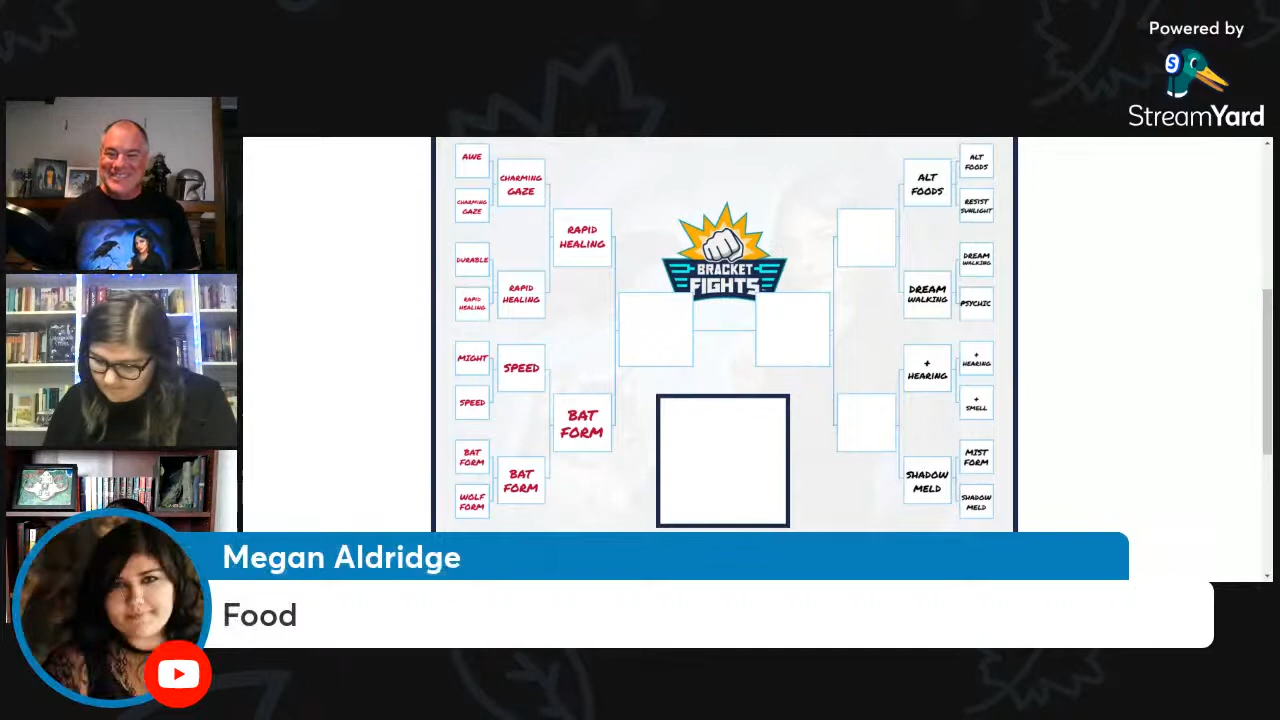 Powered by
StreamYard
AWE
CHARMING
GAZE
DURABLE
RAPID
HEALING
MIGHT
SPEED
BAT
FORM
WOLF
FORM
CHARMING
GAZE
RAPID
HEALING
SPEED
BAT
FORM
RAPID
HEALING
BAT
FORM
BRACKET
FIGHTS
ALT
FOODS
DREAM
WALKING
+
HEARING
SHADOW
MELD
ALT
FOODS
RESIST
SUNLIGHT
DREAM
WALKING
PSYCHIC
+
HEARING
+
SMELL
MIST
FORM
SHADOW
MELD
Megan Aldridge
Food